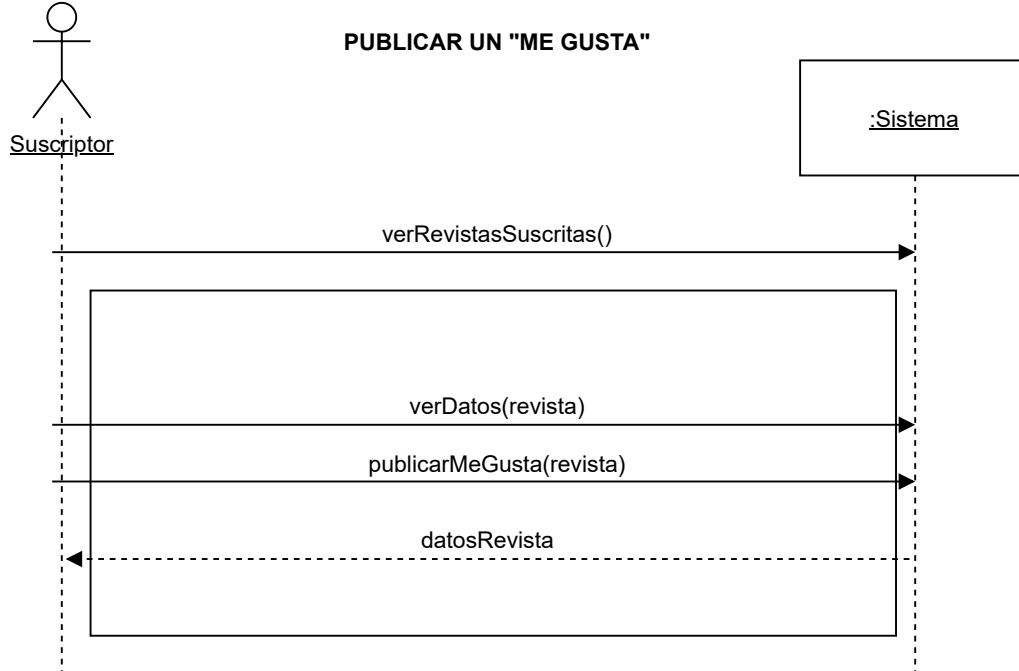 PUBLICAR UN "ME GUSTA"
:Sistema
Suscriptor
verRevistasSuscritas()
verDatos(revista)
publicarMeGusta(revista)
datosRevista